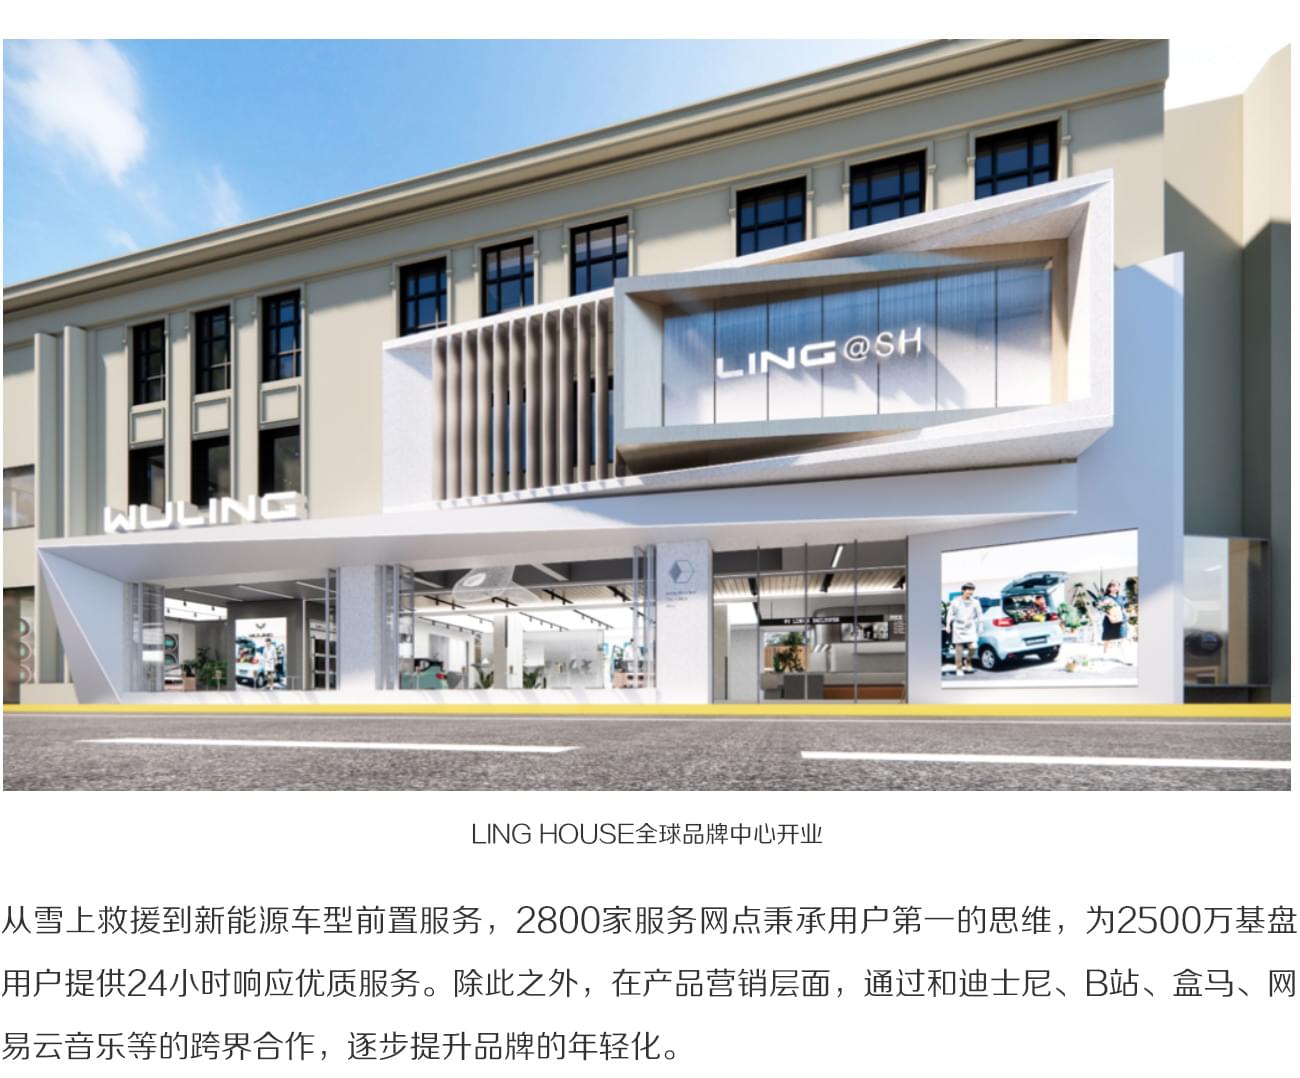 LING@SH
WULING
LING HOUSE全球品牌中心开业
从雪上救援到新能源车型前置服务，2800家服务网点秉承用户第一的思维，为2500万基盘
用户提供24小时响应优质服务。除此之外，在产品营销层面，通过和迪士尼、B站、盒马、网
易云音乐等的跨界合作，逐步提升品牌的年轻化。